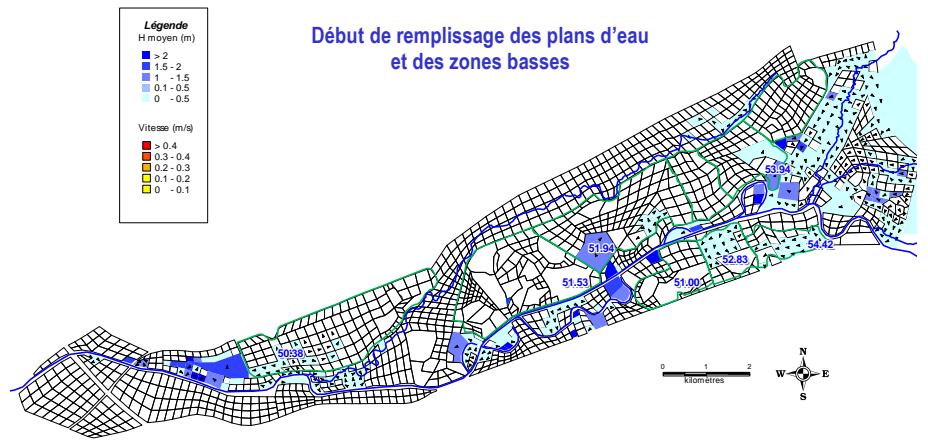 Début de remplissage des plans d'eau
et des zones basses
Légende
H moyen (m)
> 2
1.5 - 2
1 - 1.5
0.1 - 0.5
0 - 0.5
Vitesse (m/s)
> 0.4
0.3 - 0.4
0.2 - 0.3
0.1 - 0.2
0 - 0.1
53.94
51.94
54.42
52.83
51.53
51.00
50.38
0 1 2
kilomètres
N
W E
S